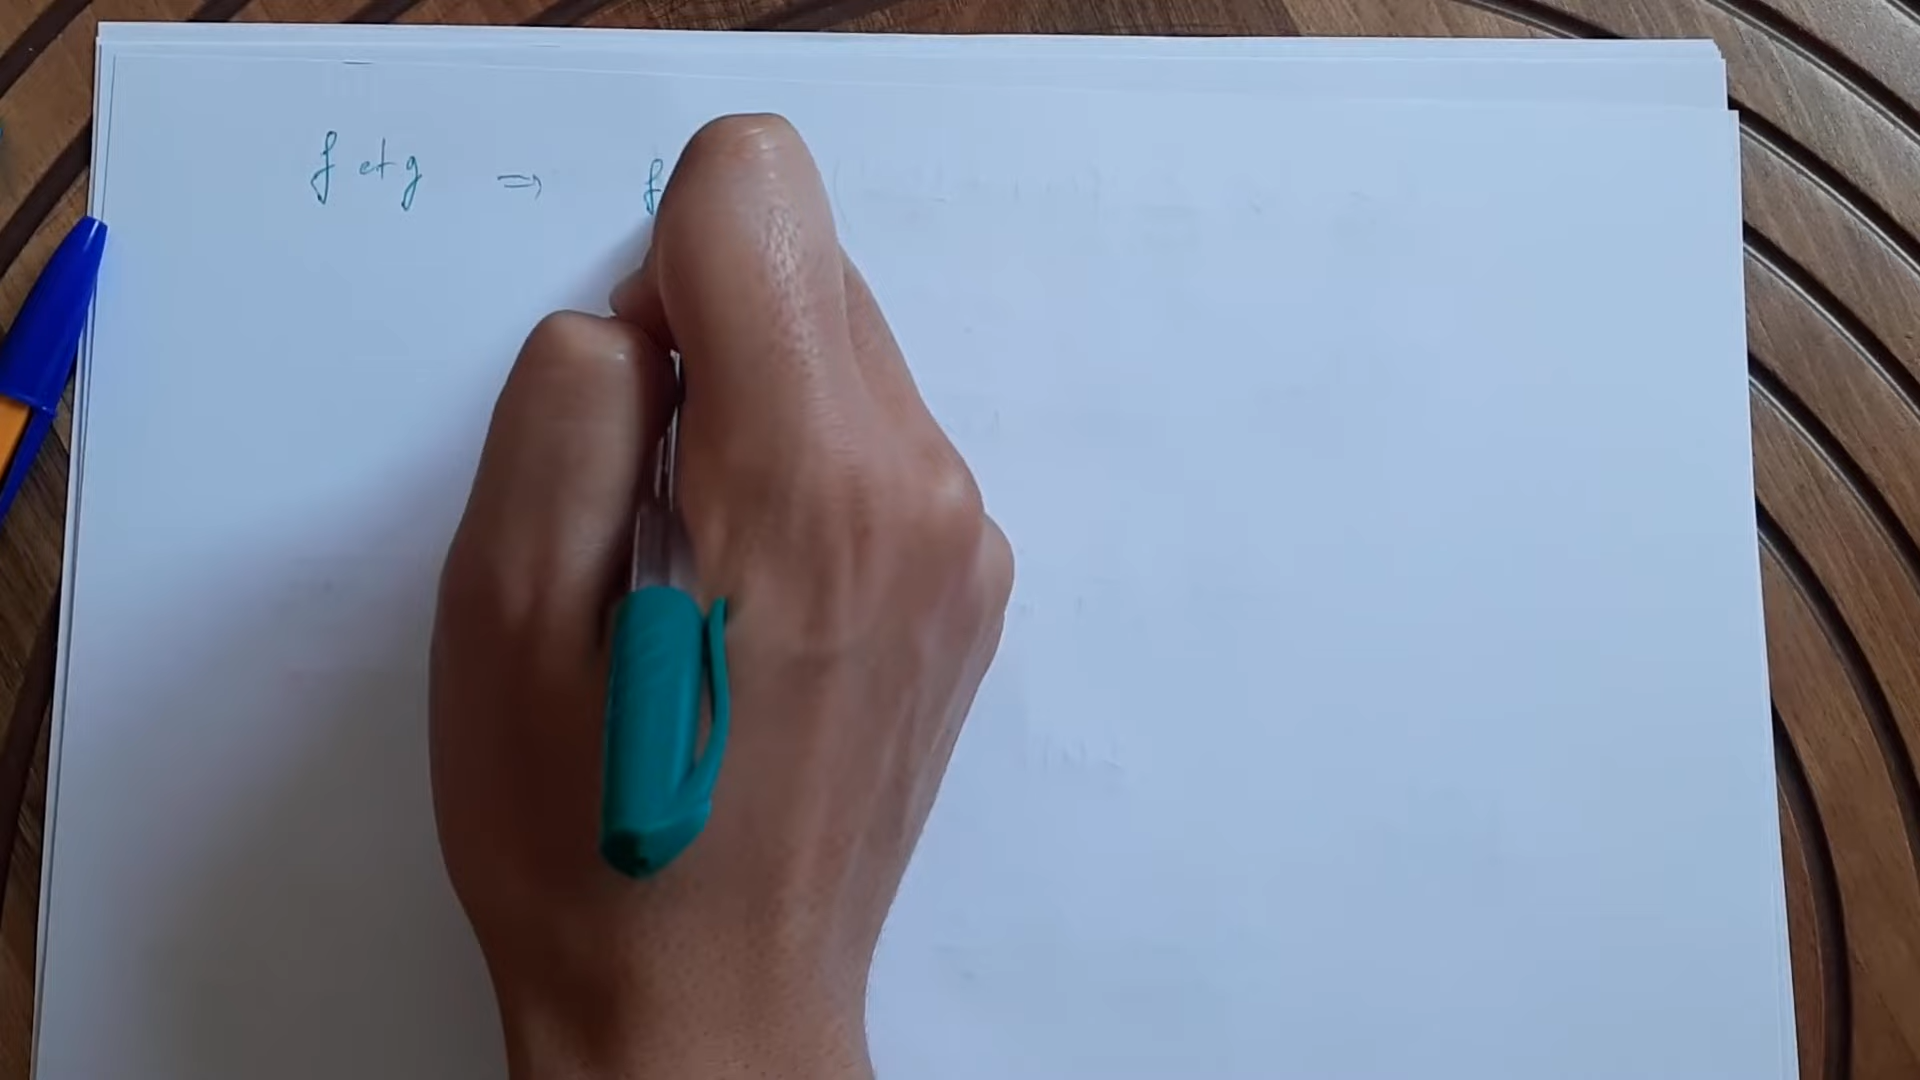 f et g ⇒ f